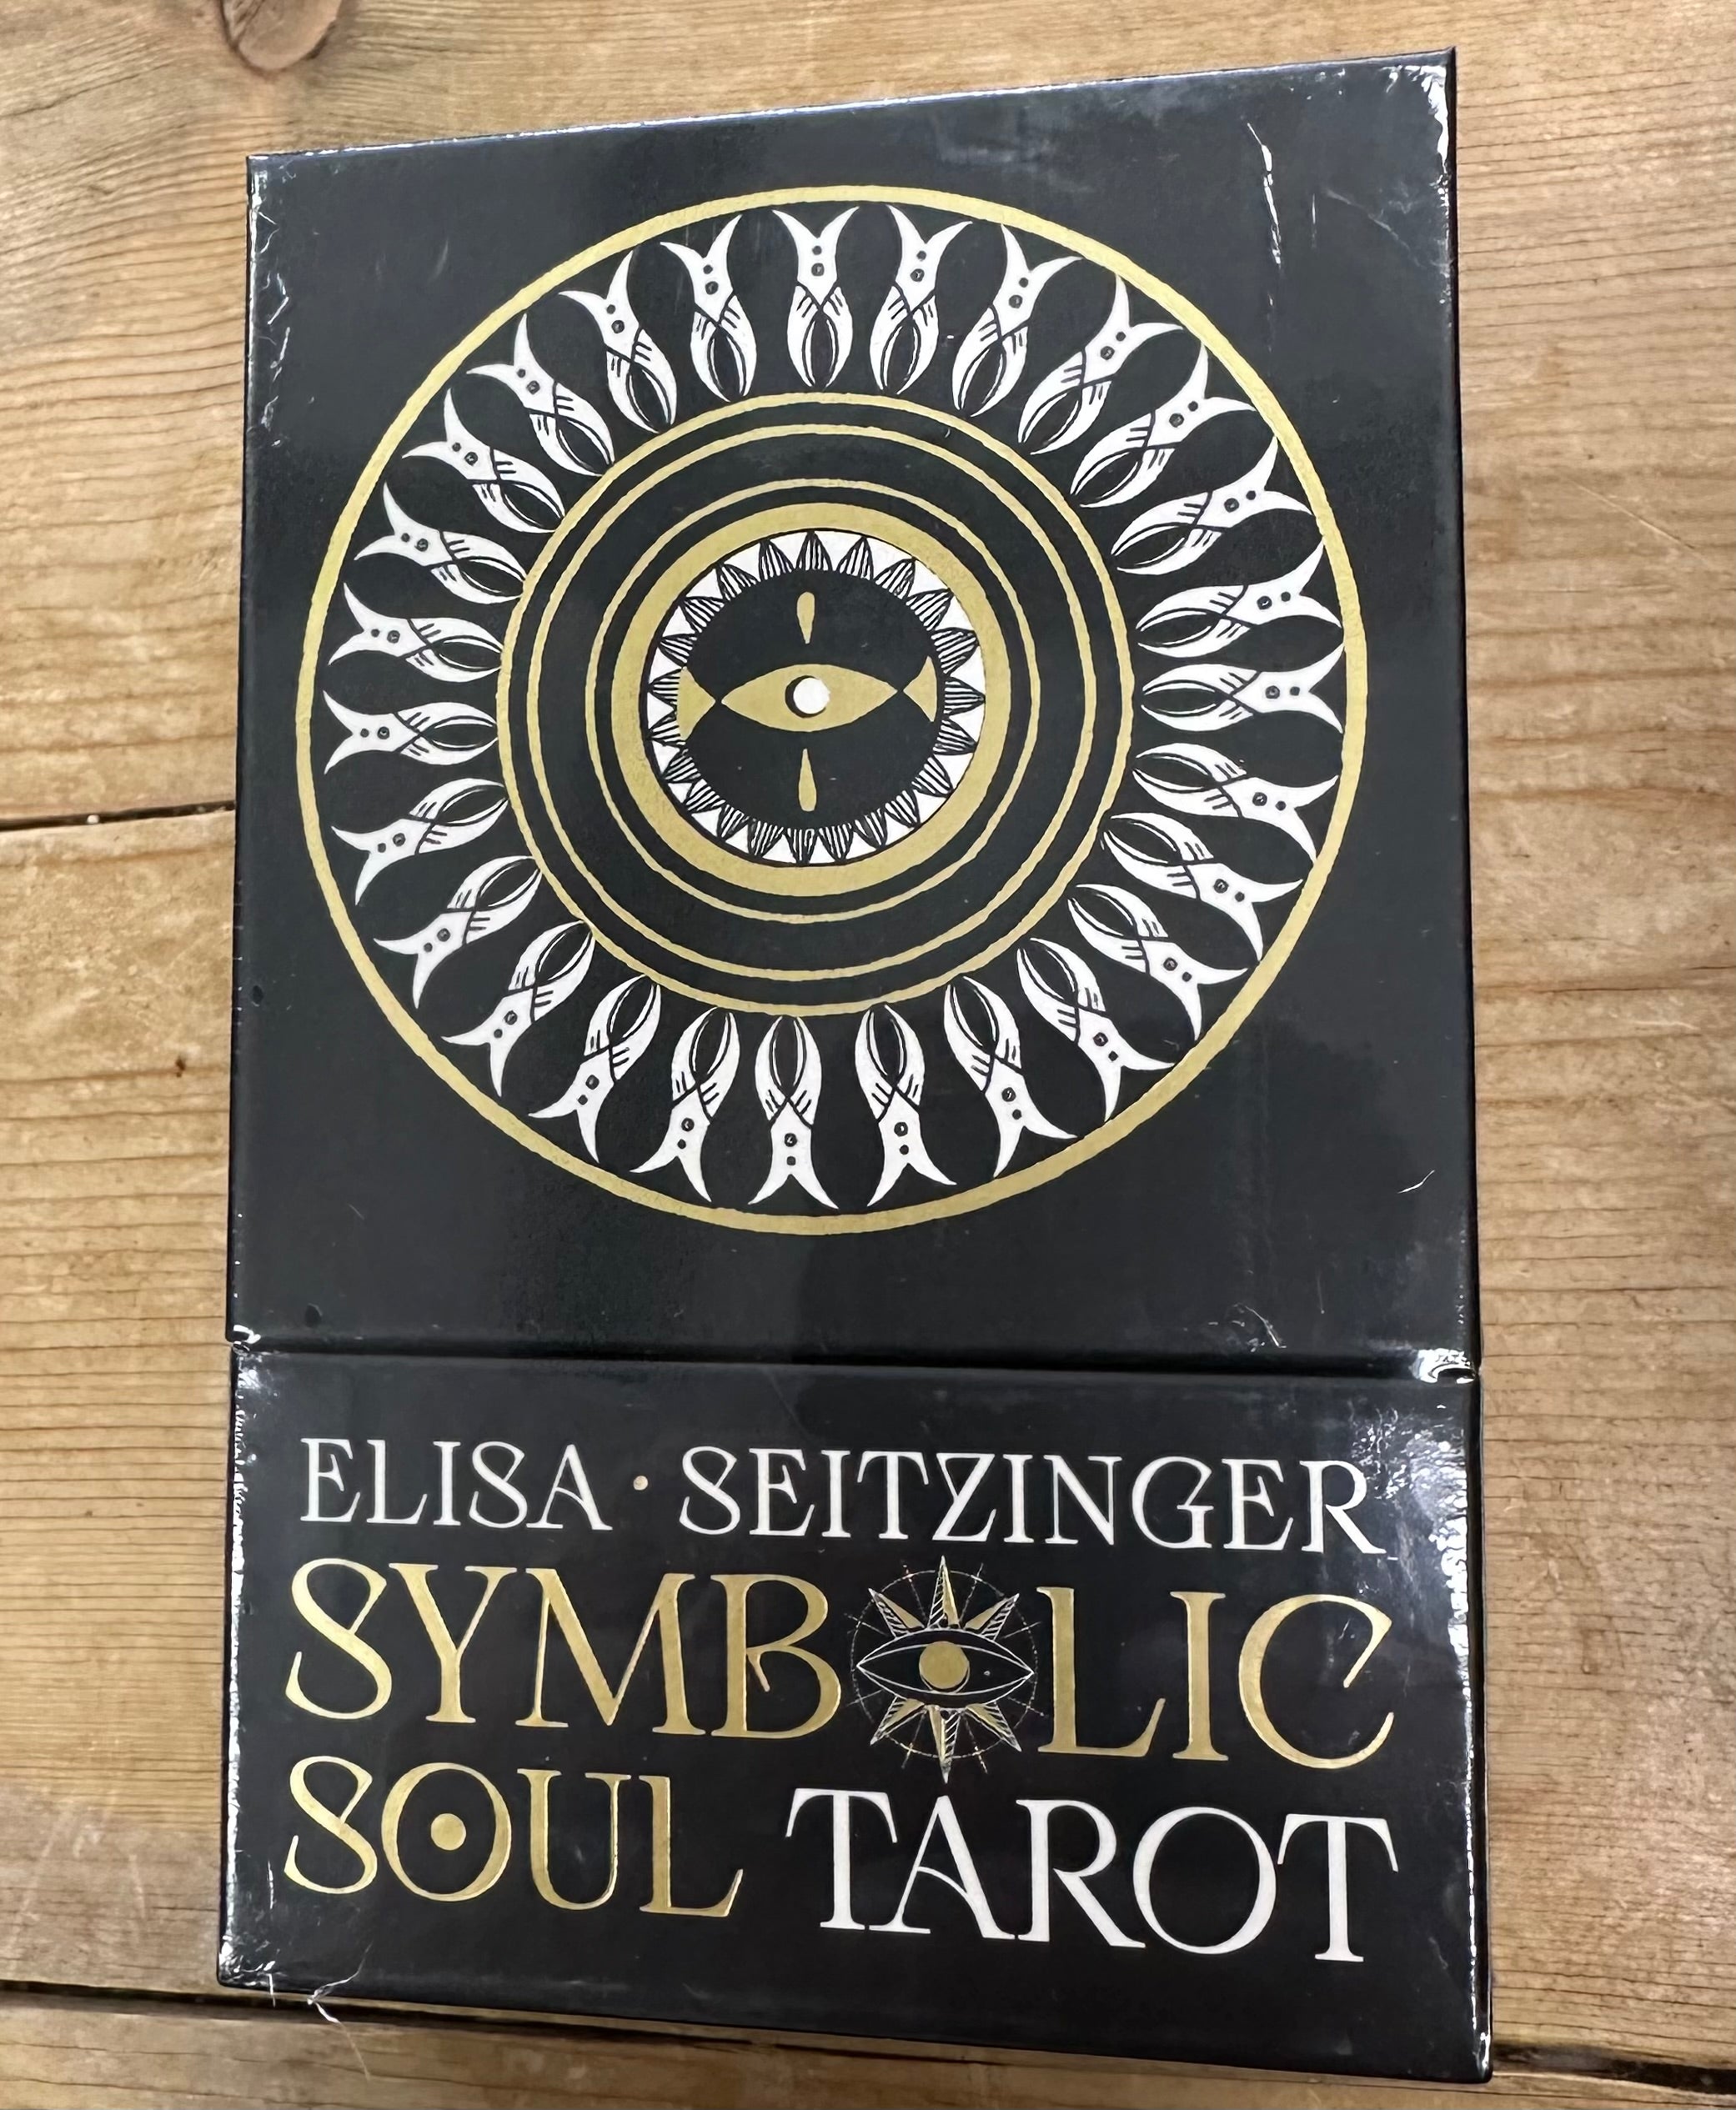 ELISA · SEITZINGER
SYMBOLIC
SOUL TAROT